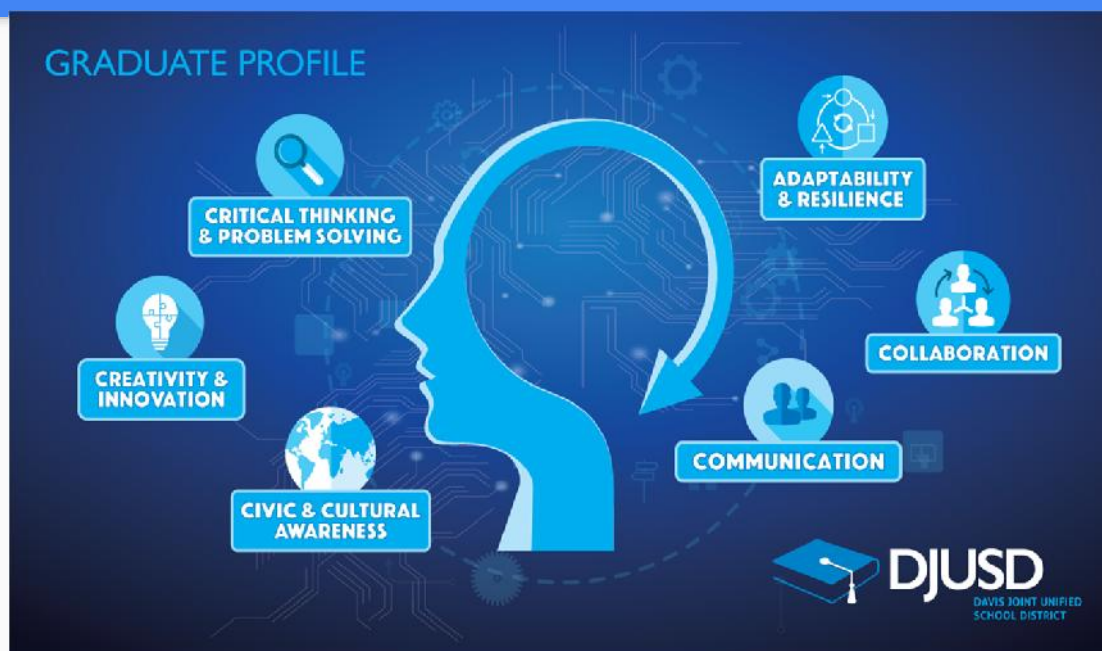 GRADUATE PROFILE
CRITICAL THINKING
& PROBLEM SOLVING
CREATIVITY &
INNOVATION
CIVIC & CULTURAL
AWARENESS
ADAPTABILITY
& RESILIENCE
COLLABORATION
COMMUNICATION
DJUSD
DAVIS JOINT UNIFIED
SCHOOL DISTRICT